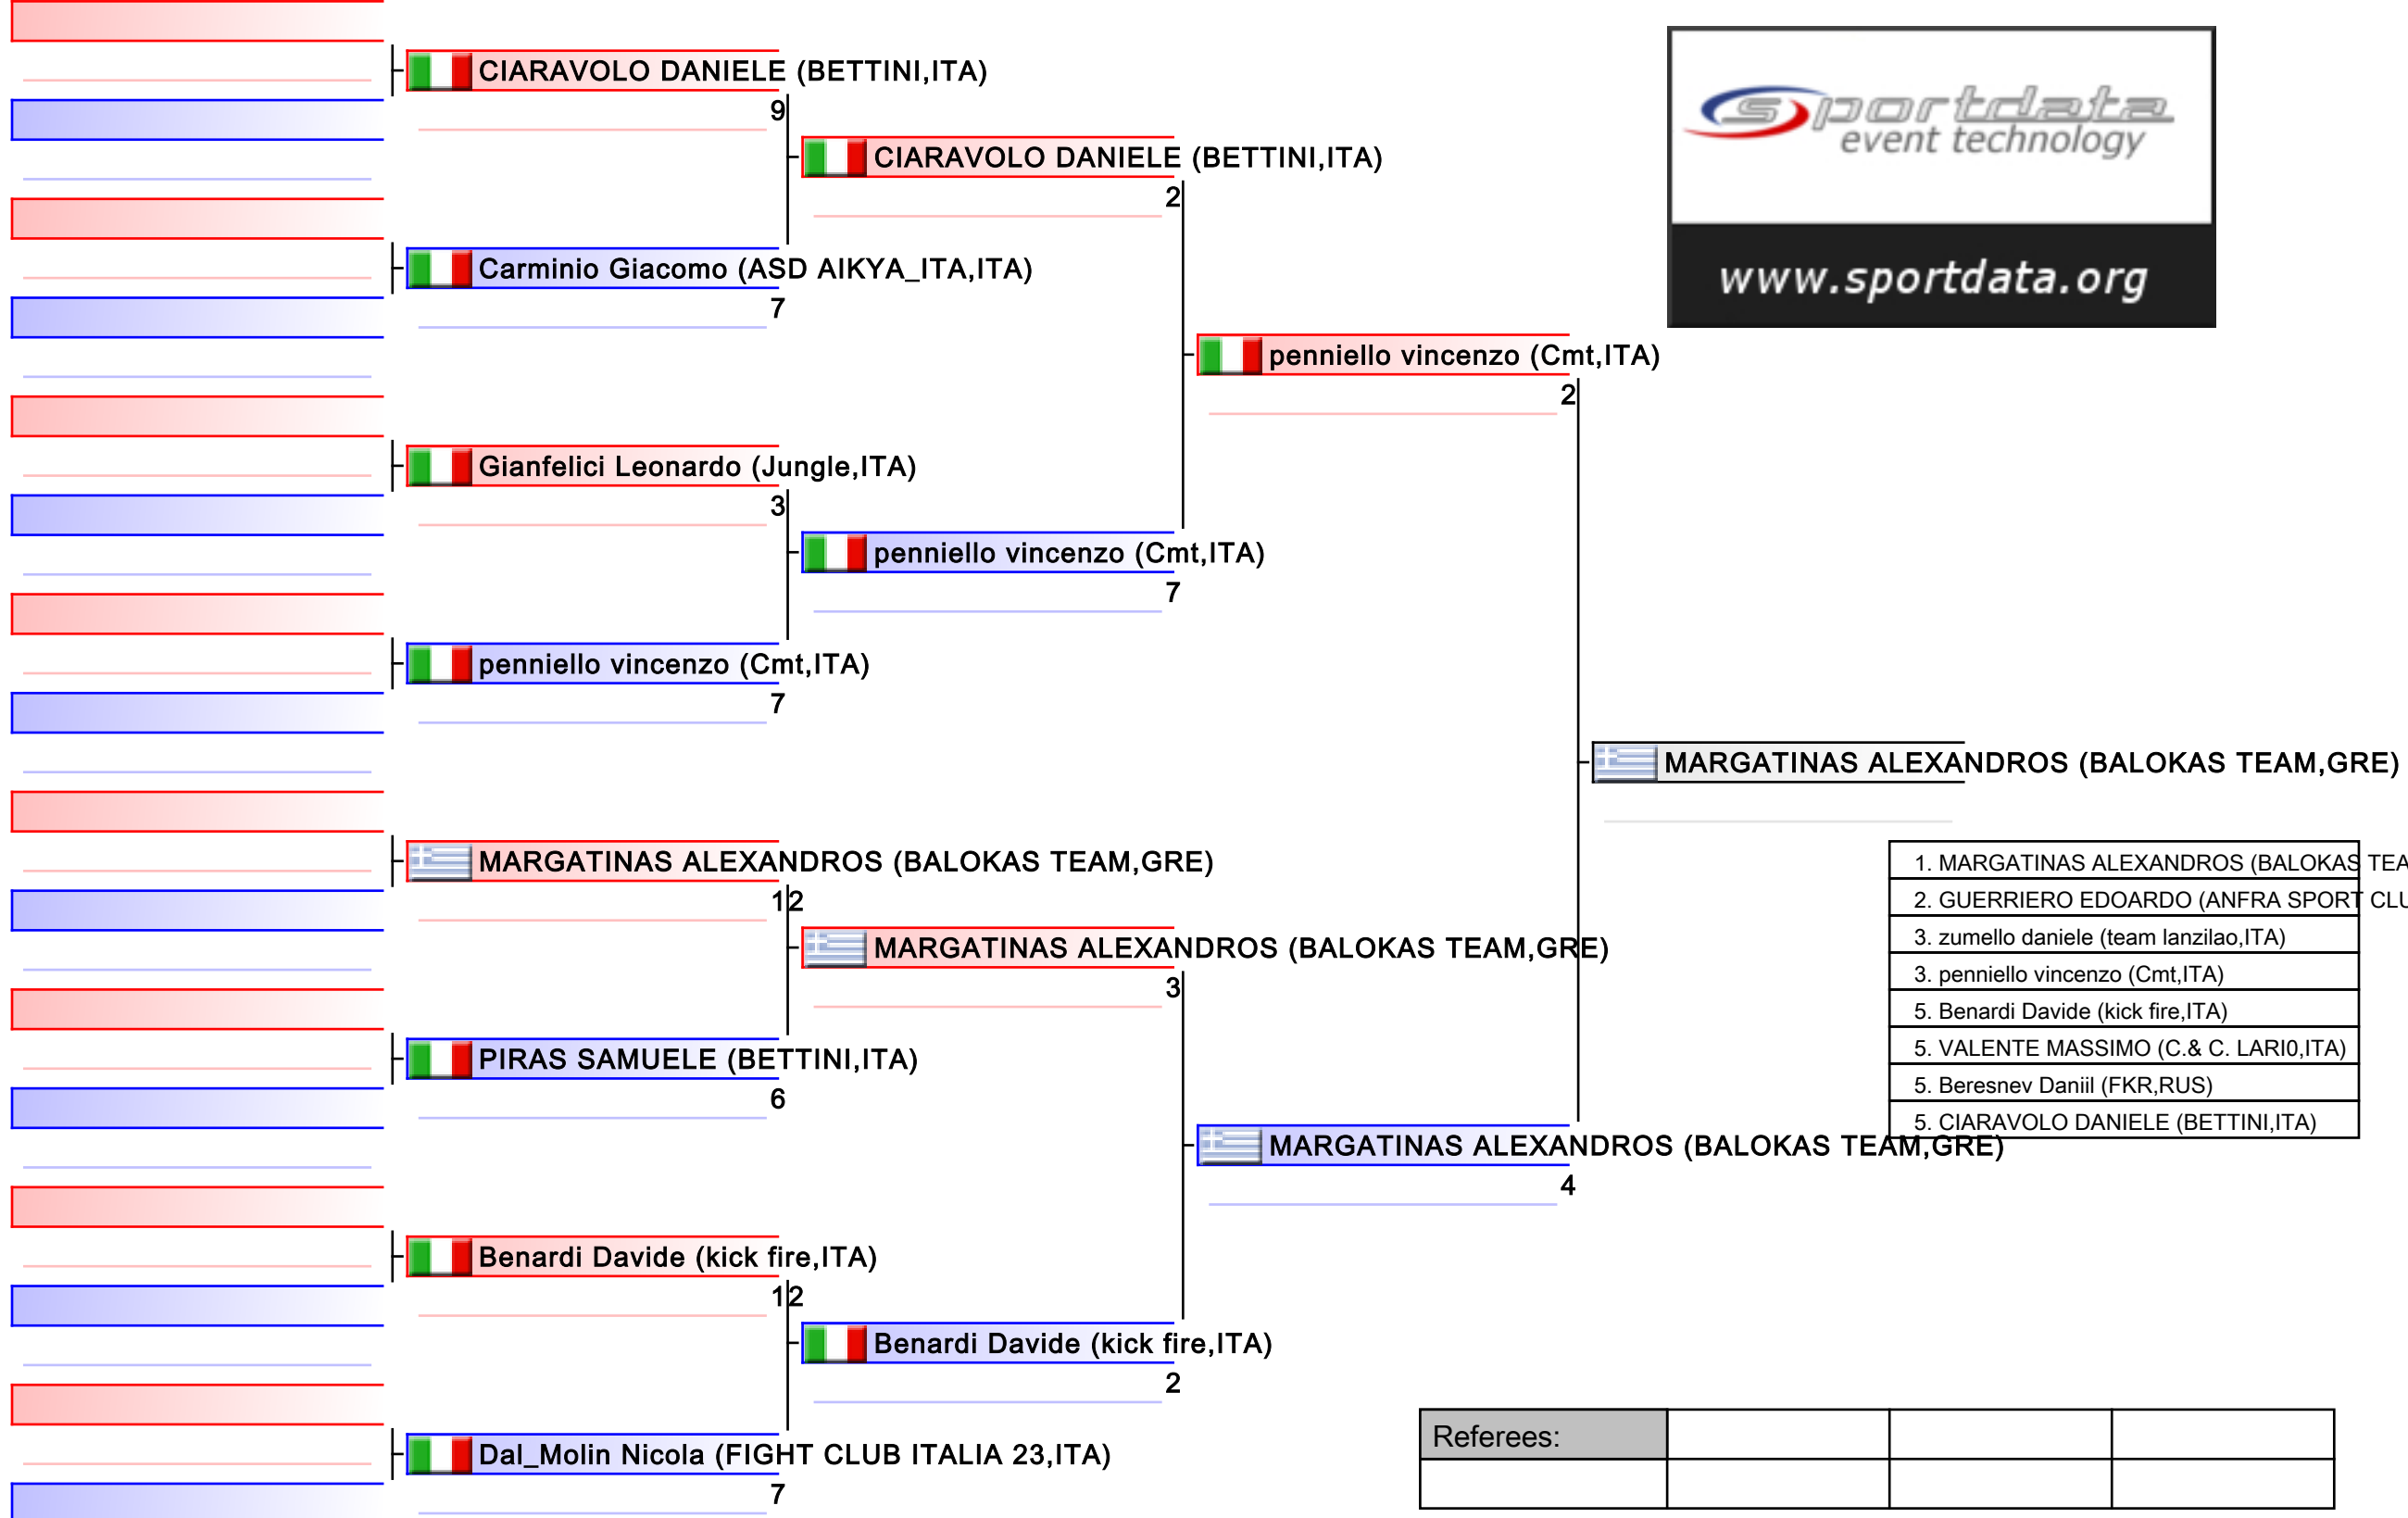 CIARAVOLO DANIELE (BETTINI,ITA)
9
CIARAVOLO DANIELE (BETTINI,ITA)
2
Carminio Giacomo (ASD AIKYA_ITA,ITA)
7
penniello vincenzo (Cmt,ITA)
2
Gianfelici Leonardo (Jungle,ITA)
3
penniello vincenzo (Cmt,ITA)
7
penniello vincenzo (Cmt,ITA)
7
MARGATINAS ALEXANDROS (BALOKAS TEAM,GRE)
MARGATINAS ALEXANDROS (BALOKAS TEAM,GRE)
12
MARGATINAS ALEXANDROS (BALOKAS TEAM,GRE)
3
PIRAS SAMUELE (BETTINI,ITA)
6
MARGATINAS ALEXANDROS (BALOKAS TEAM,GRE)
4
Benardi Davide (kick fire,ITA)
12
Benardi Davide (kick fire,ITA)
2
Dal_Molin Nicola (FIGHT CLUB ITALIA 23,ITA)
7
sportdata
event technology
www.sportdata.org
1. MARGATINAS ALEXANDROS (BALOKAS TEA
2. GUERRIERO EDOARDO (ANFRA SPORT CLU
3. zumello daniele (team lanzilao,ITA)
3. penniello vincenzo (Cmt,ITA)
5. Benardi Davide (kick fire,ITA)
5. VALENTE MASSIMO (C.& C. LARI0,ITA)
5. Beresnev Daniil (FKR,RUS)
5. CIARAVOLO DANIELE (BETTINI,ITA)
Referees: